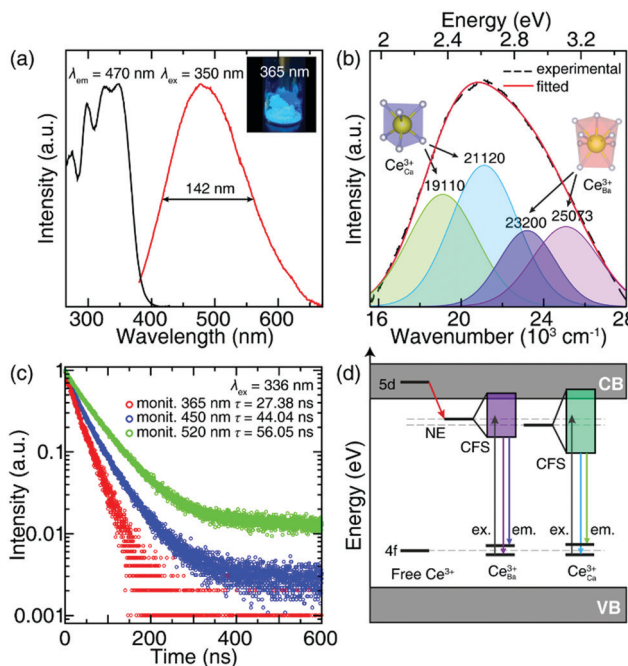 (a)
λem = 470 nm
λex = 350 nm
365 nm
142 nm
Intensity (a.u.)
300 400 500 600
Wavelength (nm)
Energy (eV)
2 2.4 2.8 3.2
(b)
experimental
fitted
Ce3+Ca
Ce3+Ba
21120
19110
23200
25073
Intensity (a.u.)
16 20 24 28
Wavenumber (10³ cm⁻¹)
(c)
λex = 336 nm
monit. 365 nm τ = 27.38 ns
monit. 450 nm τ = 44.04 ns
monit. 520 nm τ = 56.05 ns
Intensity (a.u.)
1
0.1
0.01
0.001
0 200 400 600
Time (ns)
(d)
CB
5d
NE
CFS
CFS
Energy (eV)
ex.
em.
ex.
em.
4f
Free Ce³⁺
Ce3+Ba
Ce3+Ca
VB